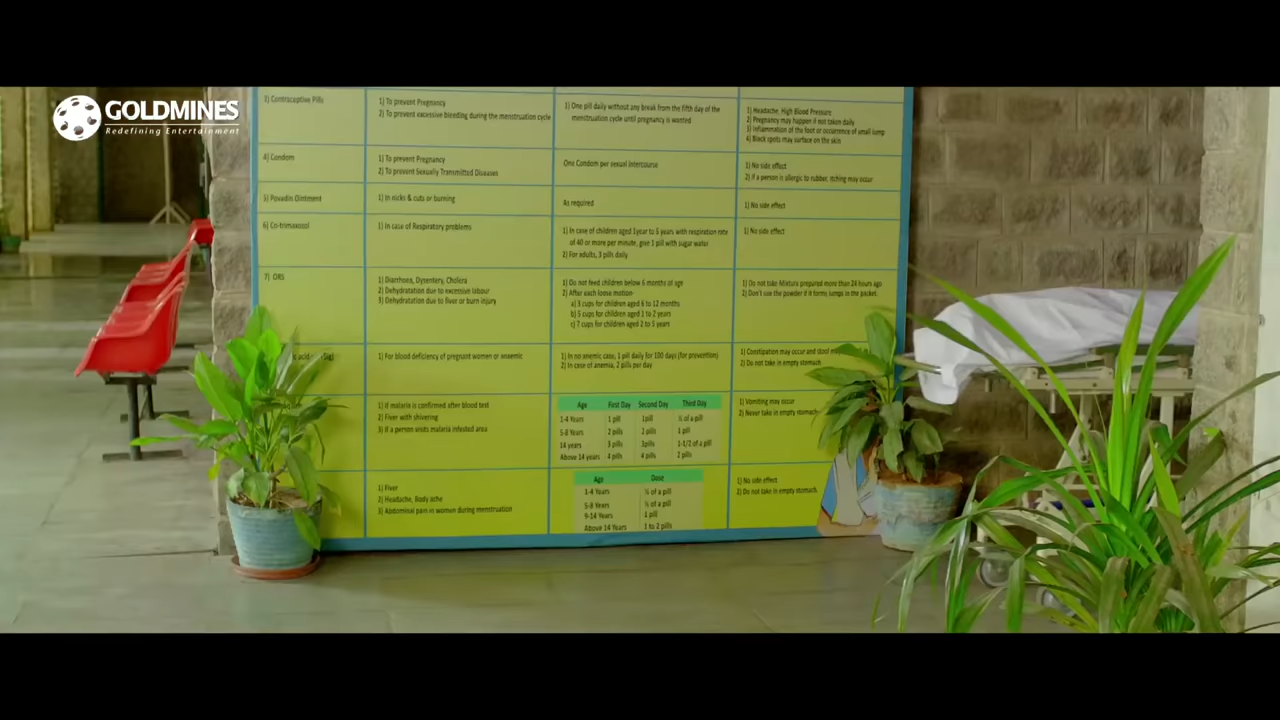 GOLDMINES
Redefining Entertainment
3) Contraceptive Pills
1) To prevent Pregnancy
2) To prevent excessive bleeding during the menstruation cycle
1) One pill daily without any break from the fifth day of the
menstruation cycle until pregnancy is wanted
1) Headache, High Blood Pressure
2) Pregnancy may happen if not taken daily
3) Inflamation of the foot or occurence of small lump
4) Black spots may surface on the skin
4) Condom
1) To prevent Pregnancy
2) To prevent Sexually Transmitted Diseases
One Condom per sexual intercourse
1) No side effect
2) If a person is allergic to rubber, itching may occur
5) Povadin Ointment
1) In nicks & cuts or burning
As required
1) No side effect
6) Co-trimaxosol
1) In case of Respiratory problems
1) In case of children aged 1year to 5 years with respiration rate
of 40 or more per minute, give 1 pill with sugar water
2) For adults, 3 pills daily
1) No side effect
7) ORS
1) Diarrhoea, Dysentery, Cholera
2) Dehydratation due to excessive labour
3) Dehydratation due to Fiver or burn injury
1) Do not feed children below 6 months of age
2) After each loose motion-
a) 3 cups for children aged 6 to 12 months
b) 5 cups for children aged 1 to 2 years
c) 7 cups for children aged 2 to 5 years
1) Do not take Mixture prepared more than 24 hours ago
2) Don't use the powder if it forms lumps in the packet.
1) For blood deficiency of pregnant women or anaemic
1) In no anemic case, 1 pill daily for 100 days (for prevention)
2) In case of anemia, 2 pills per day
1) Constipation may occur and stool
2) Do not take in empty stomach
1) If malaria is confirmed after blood test
2) Fiver with shivering
3) If a person visits malaria infested area
Age First Day Second Day Third Day
1-4 Years 1 pill 1pill ½ of a pill
5-8 Years 2 pills 2 pills 1 pill
14 years 3 pills 3pills 1-1/2 of a pill
Above 14 years 4 pills 4 pills 2 pills
1) Vomiting may occur
2) Never take in empty stomach
1) Fiver
2) Headache, Body ache
3) Abdominal pain in women during menstruation
Age Dose
1-4 Years ¼ of a pill
5-8 Years ½ of a pill
9-14 Years 1 pill
Above 14 Years 1 to 2 pills
1) No side effect
2) Do not take in empty stomach